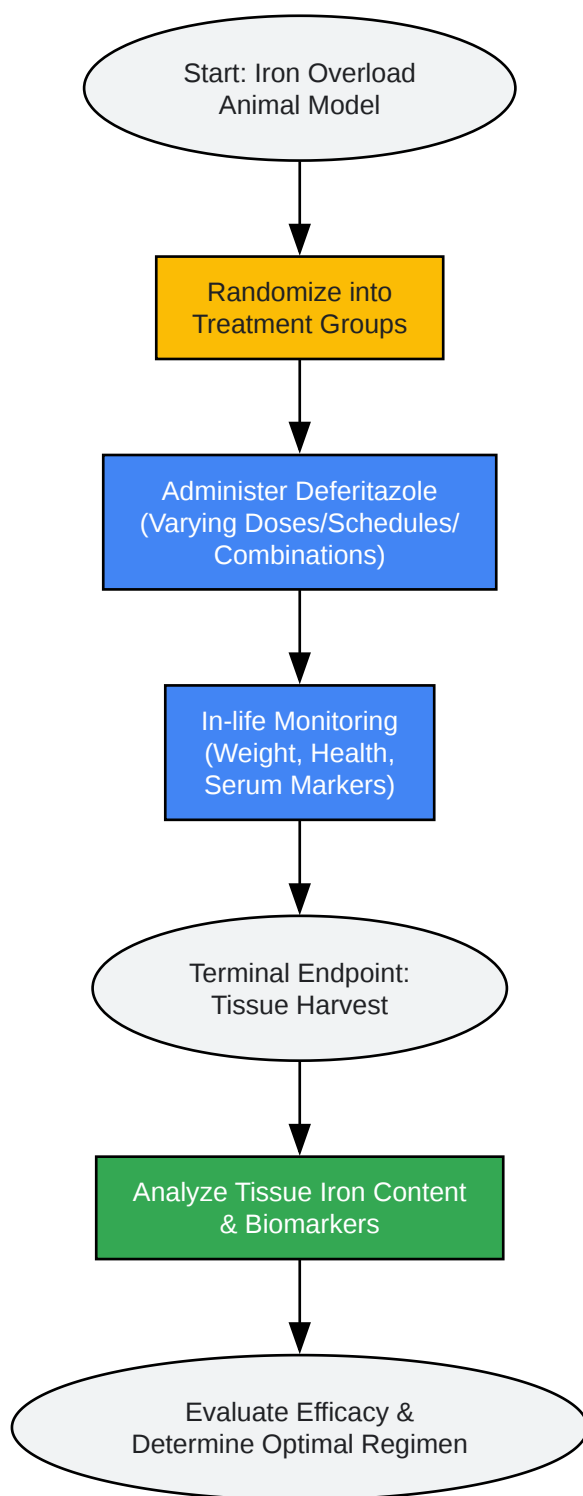 Start: Iron Overload
Animal Model
Randomize into
Treatment Groups
Administer Deferitazole
(Varying Doses/Schedules/
Combinations)
In-life Monitoring
(Weight, Health,
Serum Markers)
Terminal Endpoint:
Tissue Harvest
Analyze Tissue Iron Content
& Biomarkers
Evaluate Efficacy &
Determine Optimal Regimen